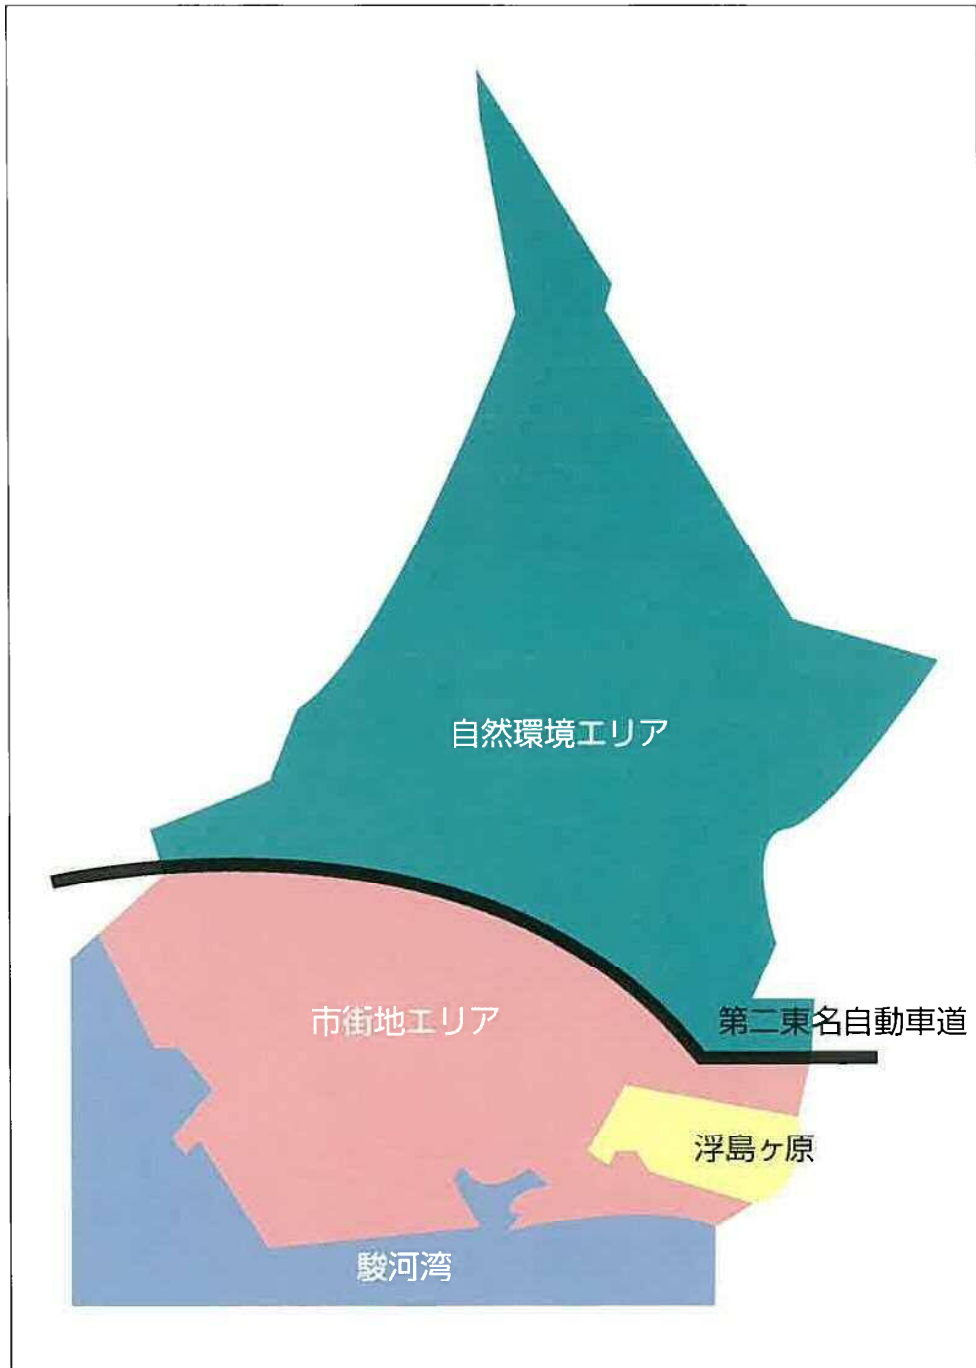 自然環境エリア
市街地エリア
第二東名自動車道
浮島ヶ原
駿河湾